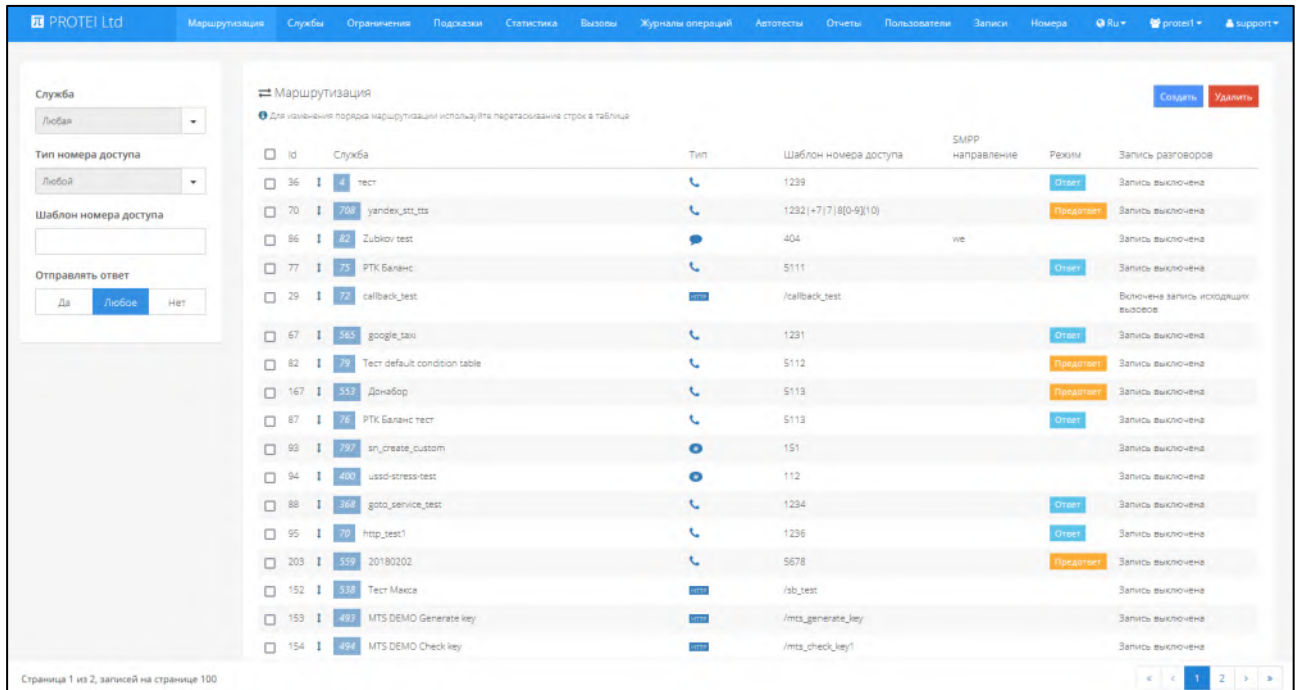 PROTEI Ltd Маршрутизация Службы Ограничения Подсказки Статистика Вызовы Журналы операций Автотесты Отчеты Пользователи Записи Номера Ru protei1 support
Служба
Любая
Тип номера доступа
Любой
Шаблон номера доступа
Отправлять ответ
Да Любое Нет
Маршрутизация
Создать Удалить
Для изменения порядка маршрутизации используйте перетаскивание строк в таблице
Id Служба Тип Шаблон номера доступа SMPP направление Режим Запись разговоров
36 4 тест 1239 Ответ Запись выключена
70 708 yandex_stt_tts 1232|+7|7|8[0-9]{10) Предответ Запись выключена
86 82 Zubkov test 404 we Запись выключена
77 75 РТК Баланс 5111 Ответ Запись выключена
29 72 callback_test HTTP /callback_test Включена запись исходящих вызовов
67 565 google_taxi 1231 Ответ Запись выключена
82 79 Тест default condition table 5112 Предответ Запись выключена
167 553 Донабор 5113 Предответ Запись выключена
87 76 РТК Баланс тест 5113 Ответ Запись выключена
93 797 sn_create_custom 151 Запись выключена
94 400 ussd-stress-test 112 Запись выключена
88 368 goto_service_test 1234 Ответ Запись выключена
95 70 http_test1 1236 Ответ Запись выключена
203 559 20180202 5678 Предответ Запись выключена
152 538 Тест Макса HTTP /sb_test Запись выключена
153 493 MTS DEMO Generate key HTTP /mts_generate_key Запись выключена
154 494 MTS DEMO Check key HTTP /mts_check_key1 Запись выключена
Страница 1 из 2, записей на странице 100
« ‹ 1 2 › »